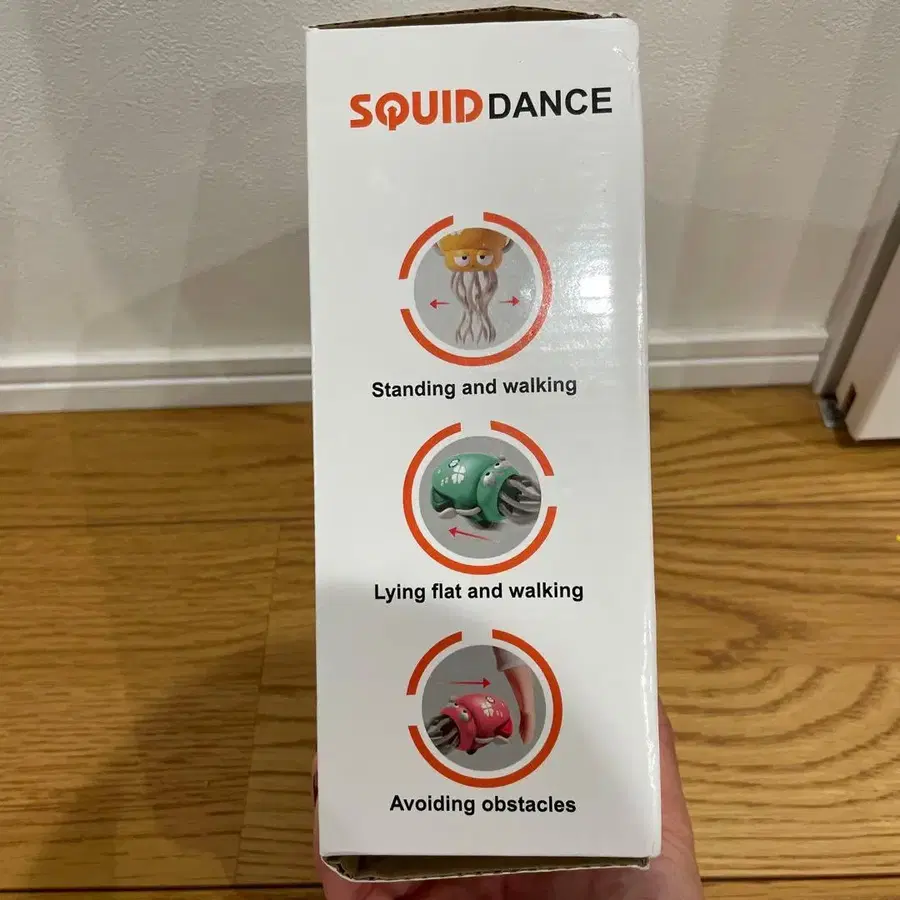 SQUID DANCE
Standing and walking
Lying flat and walking
Avoiding obstacles